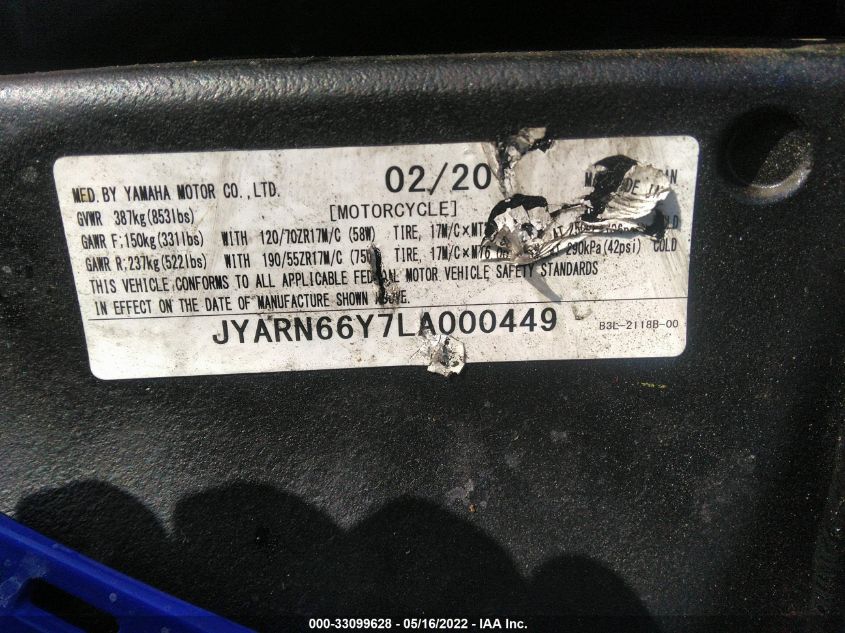 MFD. BY YAMAHA MOTOR CO., LTD. 02/20
GVWR 387kg(853lbs) [MOTORCYCLE]
GAWR F;150kg(331lbs) WITH 120/70ZR17M/C (58W) TIRE, 17M/C×MT
GAWR R;237kg(522lbs) WITH 190/55ZR17M/C TIRE, 17M/C×MT6 290kPa(42psi) COLD
THIS VEHICLE CONFORMS TO ALL APPLICABLE FEDERAL MOTOR VEHICLE SAFETY STANDARDS
IN EFFECT ON THE DATE OF MANUFACTURE SHOWN ABOVE.
JYARN66Y7LA000449 B3L-2118B-00
000-33099628 - 05/16/2022 - IAA Inc.